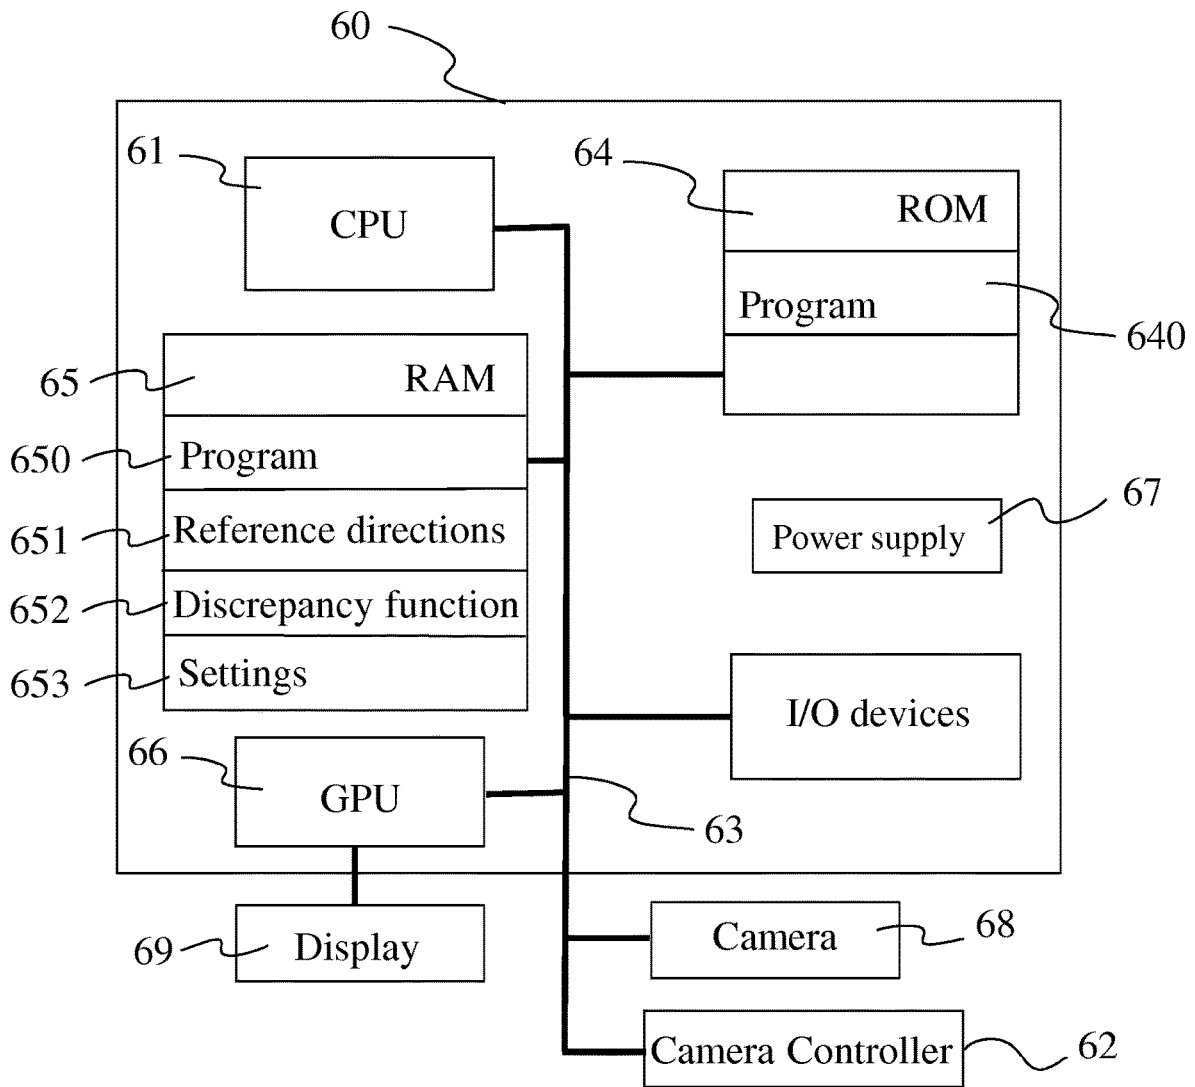 60
61
CPU
64
ROM
Program
640
65
RAM
650
Program
651
Reference directions
652
Discrepancy function
653
Settings
67
Power supply
I/O devices
66
GPU
63
69
Display
Camera
68
Camera Controller
62